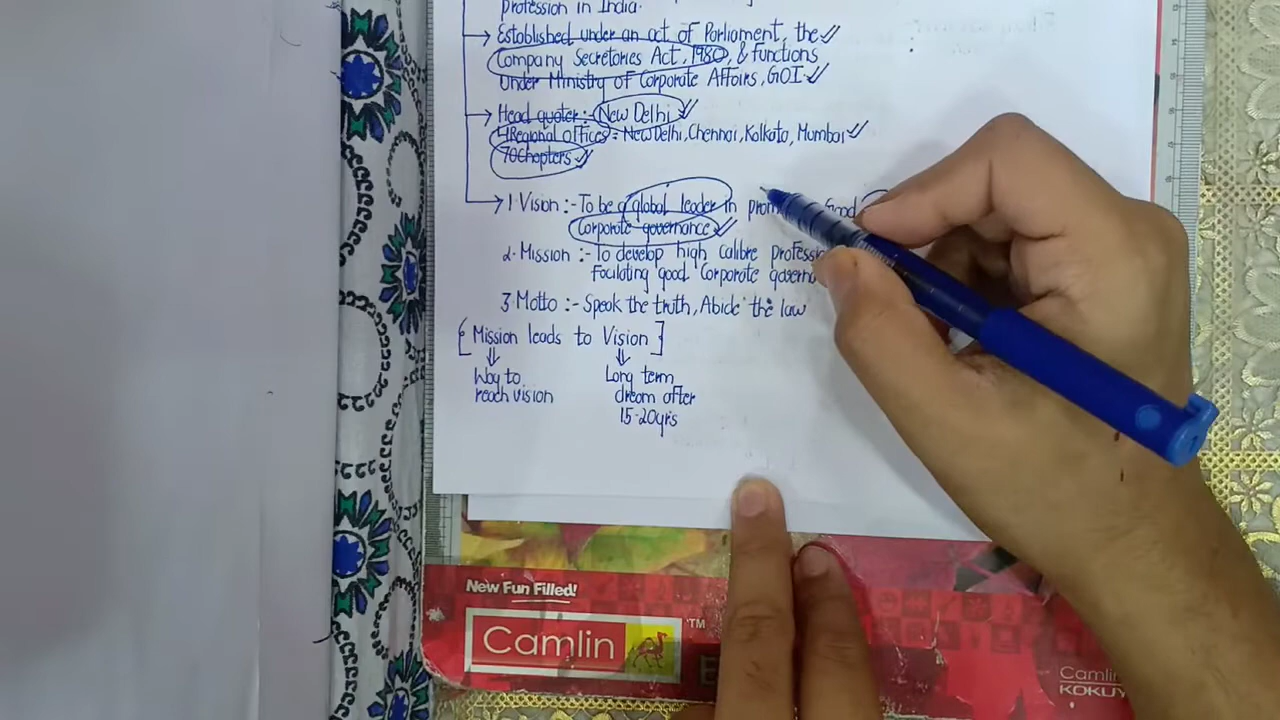 profession in India.
Established under an act of Parliament, the
Company Secretaries Act, 1980, & functions
Under Ministry of Corporate Affairs, GOI
Head quater :- New Delhi
4 Regional offices = New Delhi, Chennai, Kolkata, Mumbai
70 Chapters
1 Vision :- To be a global leader in Good
Corporate governance
2. Mission :- To develop high calibre
Facilating good Corporate
3 Motto :- Speak the truth, Abide the law
[Mission leads to Vision]
Way to
reach vision
Long term
dream after
15-20yrs
New Fun Filled!
Camlin TM
Camlin
KOKUY